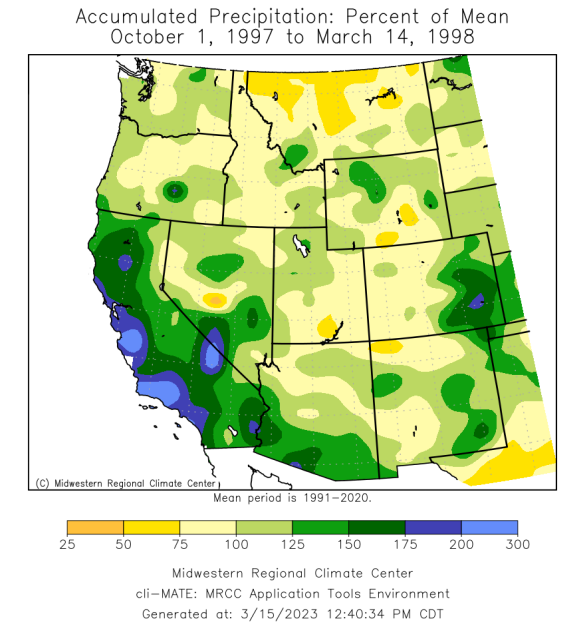 Accumulated Precipitation: Percent of Mean
October 1, 1997 to March 14, 1998
(C) Midwestern Regional Climate Center
Mean period is 1991-2020.
25 50 75 100 125 150 175 200 300
Midwestern Regional Climate Center
cli-MATE: MRCC Application Tools Environment
Generated at: 3/15/2023 12:40:34 PM CDT